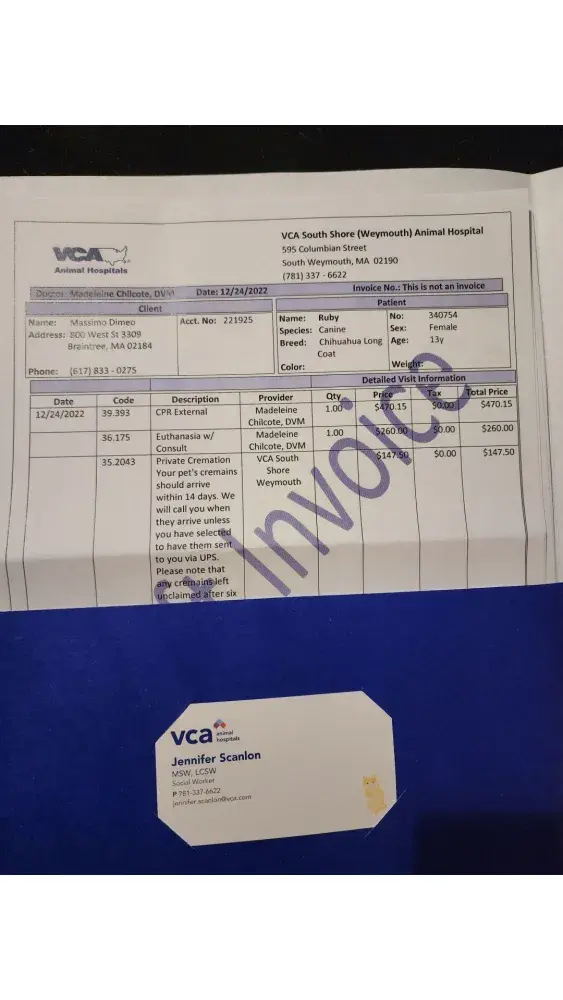 VCA
Animal Hospitals
VCA South Shore (Weymouth) Animal Hospital
595 Columbian Street
South Weymouth, MA 02190
(781) 337 - 6622
Doctor: Madeleine Chilcote, DVM Date: 12/24/2022 Invoice No.: This is not an invoice
Client
Name: Massimo Dimeo Acct. No: 221925
Address: 800 West St 3309
Braintree, MA 02184
Phone: (617) 833 - 0275
Patient
Name: Ruby No: 340754
Species: Canine Sex: Female
Breed: Chihuahua Long Age: 13y
Coat
Color: Weight:
Detailed Visit Information
Date Code Description Provider Qty Price Tax Total Price
12/24/2022 39.393 CPR External Madeleine 1.00 $470.15 $0.00 $470.15
Chilcote, DVM
36.175 Euthanasia w/ Madeleine 1.00 $260.00 $0.00 $260.00
Consult Chilcote, DVM
35.2043 Private Cremation VCA South $147.50 $0.00 $147.50
Your pet's cremains Shore
should arrive Weymouth
within 14 days. We
will call you when
they arrive unless
you have selected
to have them sent
to you via UPS.
Please note that
any cremains left
unclaimed after six
Invoice
vca animal
hospitals
Jennifer Scanlon
MSW, LCSW
Social Worker
P 781-337-6622
jennifer.scanlon@vca.com